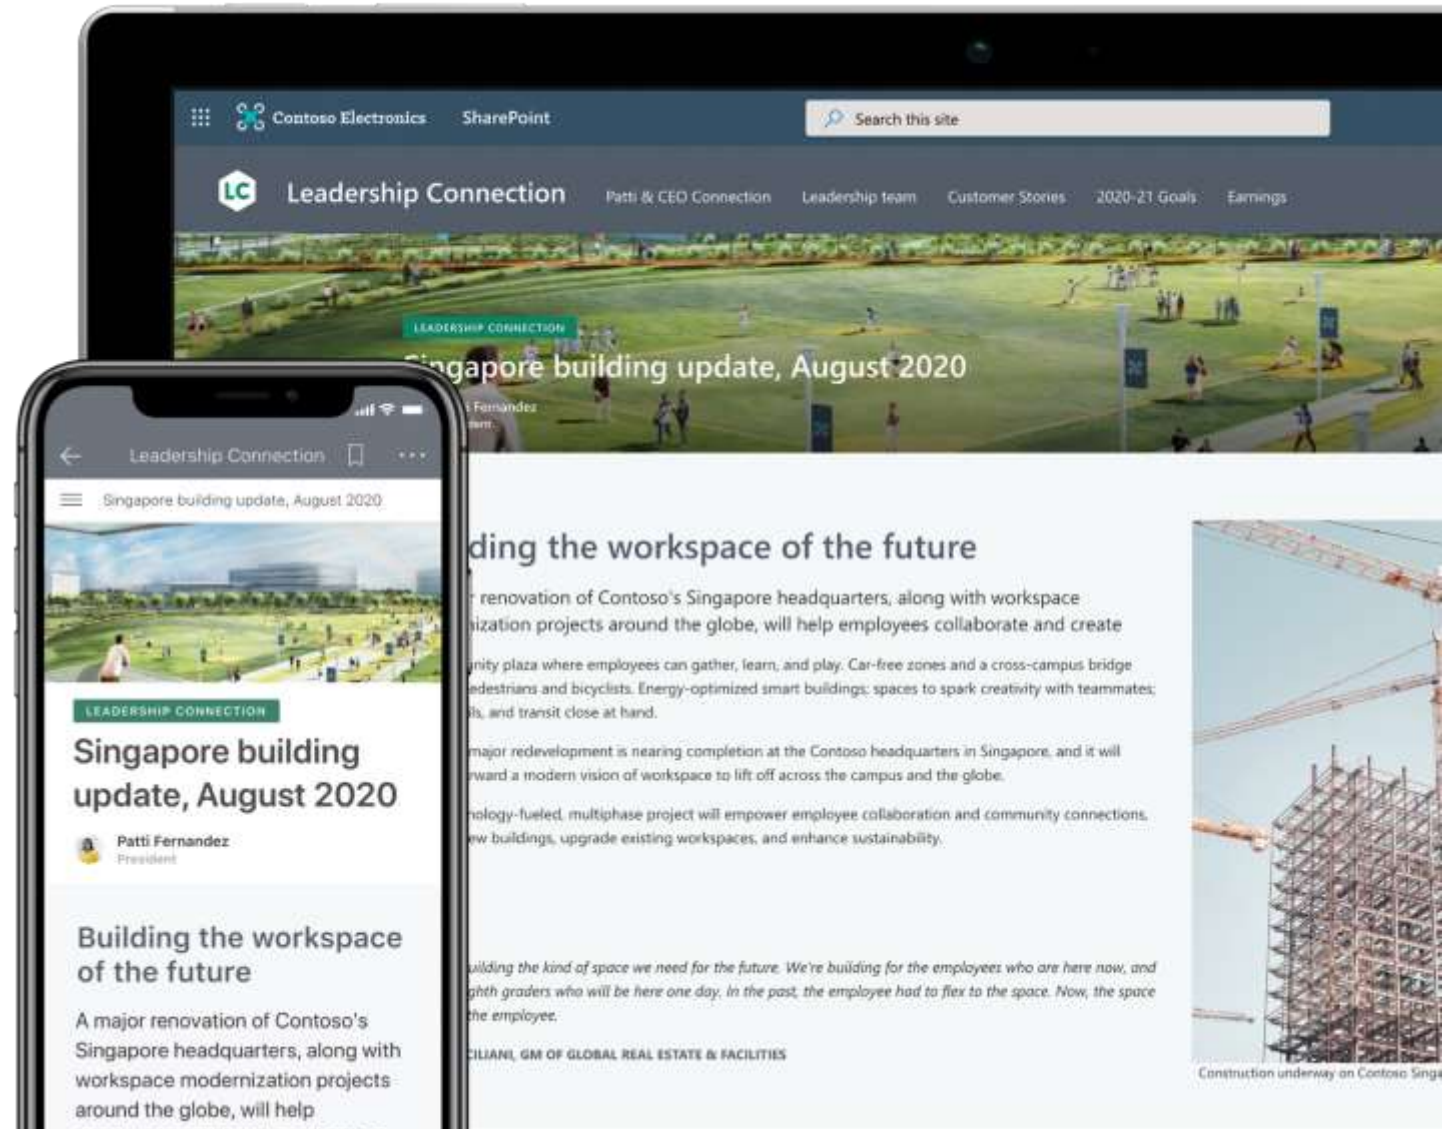 Contoso Electronics
SharePoint
Search this site
LC
Leadership Connection
Patti & CEO Connection
Leadership team
Customer Stories
2020-21 Goals
Earnings
LEADERSHIP CONNECTION
ngapore building update, August 2020
Fernandez
ding the workspace of the future
renovation of Contoso's Singapore headquarters, along with workspace
ization projects around the globe, will help employees collaborate and create
nity plaza where employees can gather, learn, and play. Car-free zones and a cross-campus bridge
edestrians and bicyclists. Energy-optimized smart buildings; spaces to spark creativity with teammates;
ls, and transit close at hand.
major redevelopment is nearing completion at the Contoso headquarters in Singapore, and it will
ward a modern vision of workspace to lift off across the campus and the globe.
nology-fueled, multiphase project will empower employee collaboration and community connections,
ew buildings, upgrade existing workspaces, and enhance sustainability.
uilding the kind of space we need for the future. We're building for the employees who are here now, and
ghth graders who will be here one day. In the past, the employee had to flex to the space. Now, the space
the employee.
CILIANI, GM OF GLOBAL REAL ESTATE & FACILITIES
Construction underway on Contoso Singa
Leadership Connection
Singapore building update, August 2020
LEADERSHIP CONNECTION
Singapore building
update, August 2020
Patti Fernandez
President
Building the workspace
of the future
A major renovation of Contoso's
Singapore headquarters, along with
workspace modernization projects
around the globe, will help